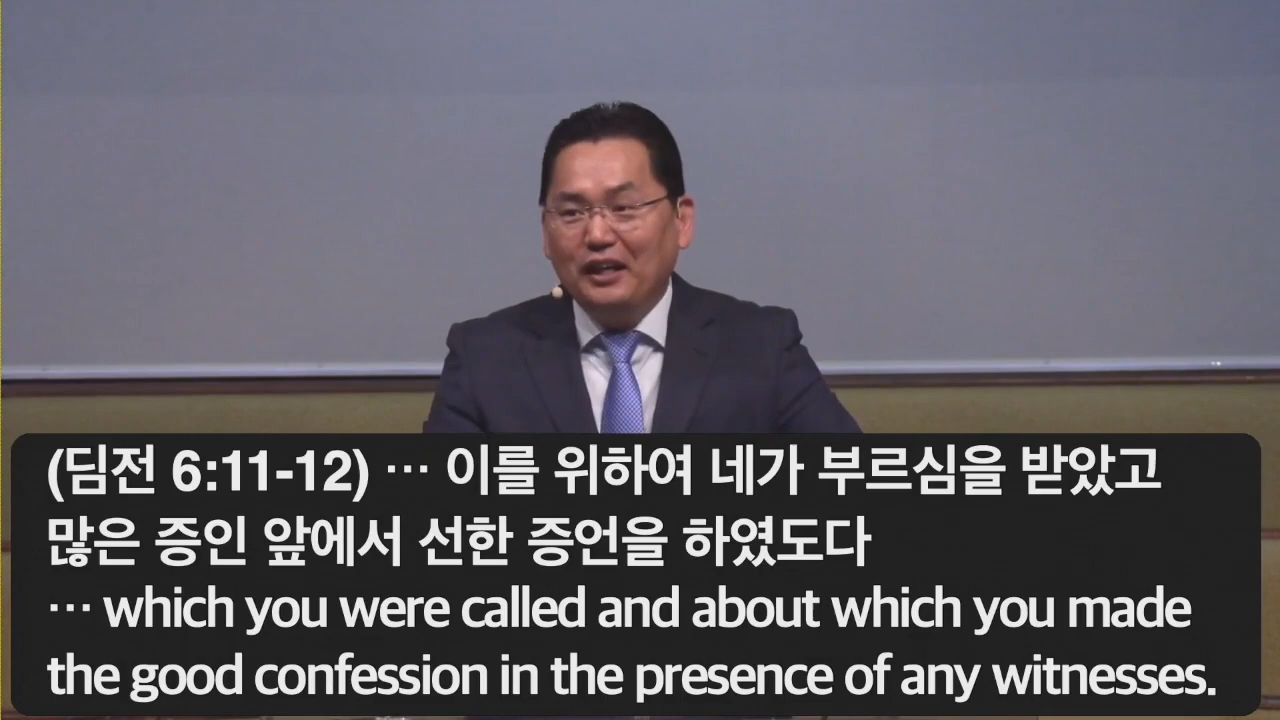 (딤전 6:11-12) … 이를 위하여 네가 부르심을 받았고
많은 증인 앞에서 선한 증언을 하였도다
… which you were called and about which you made
the good confession in the presence of any witnesses.